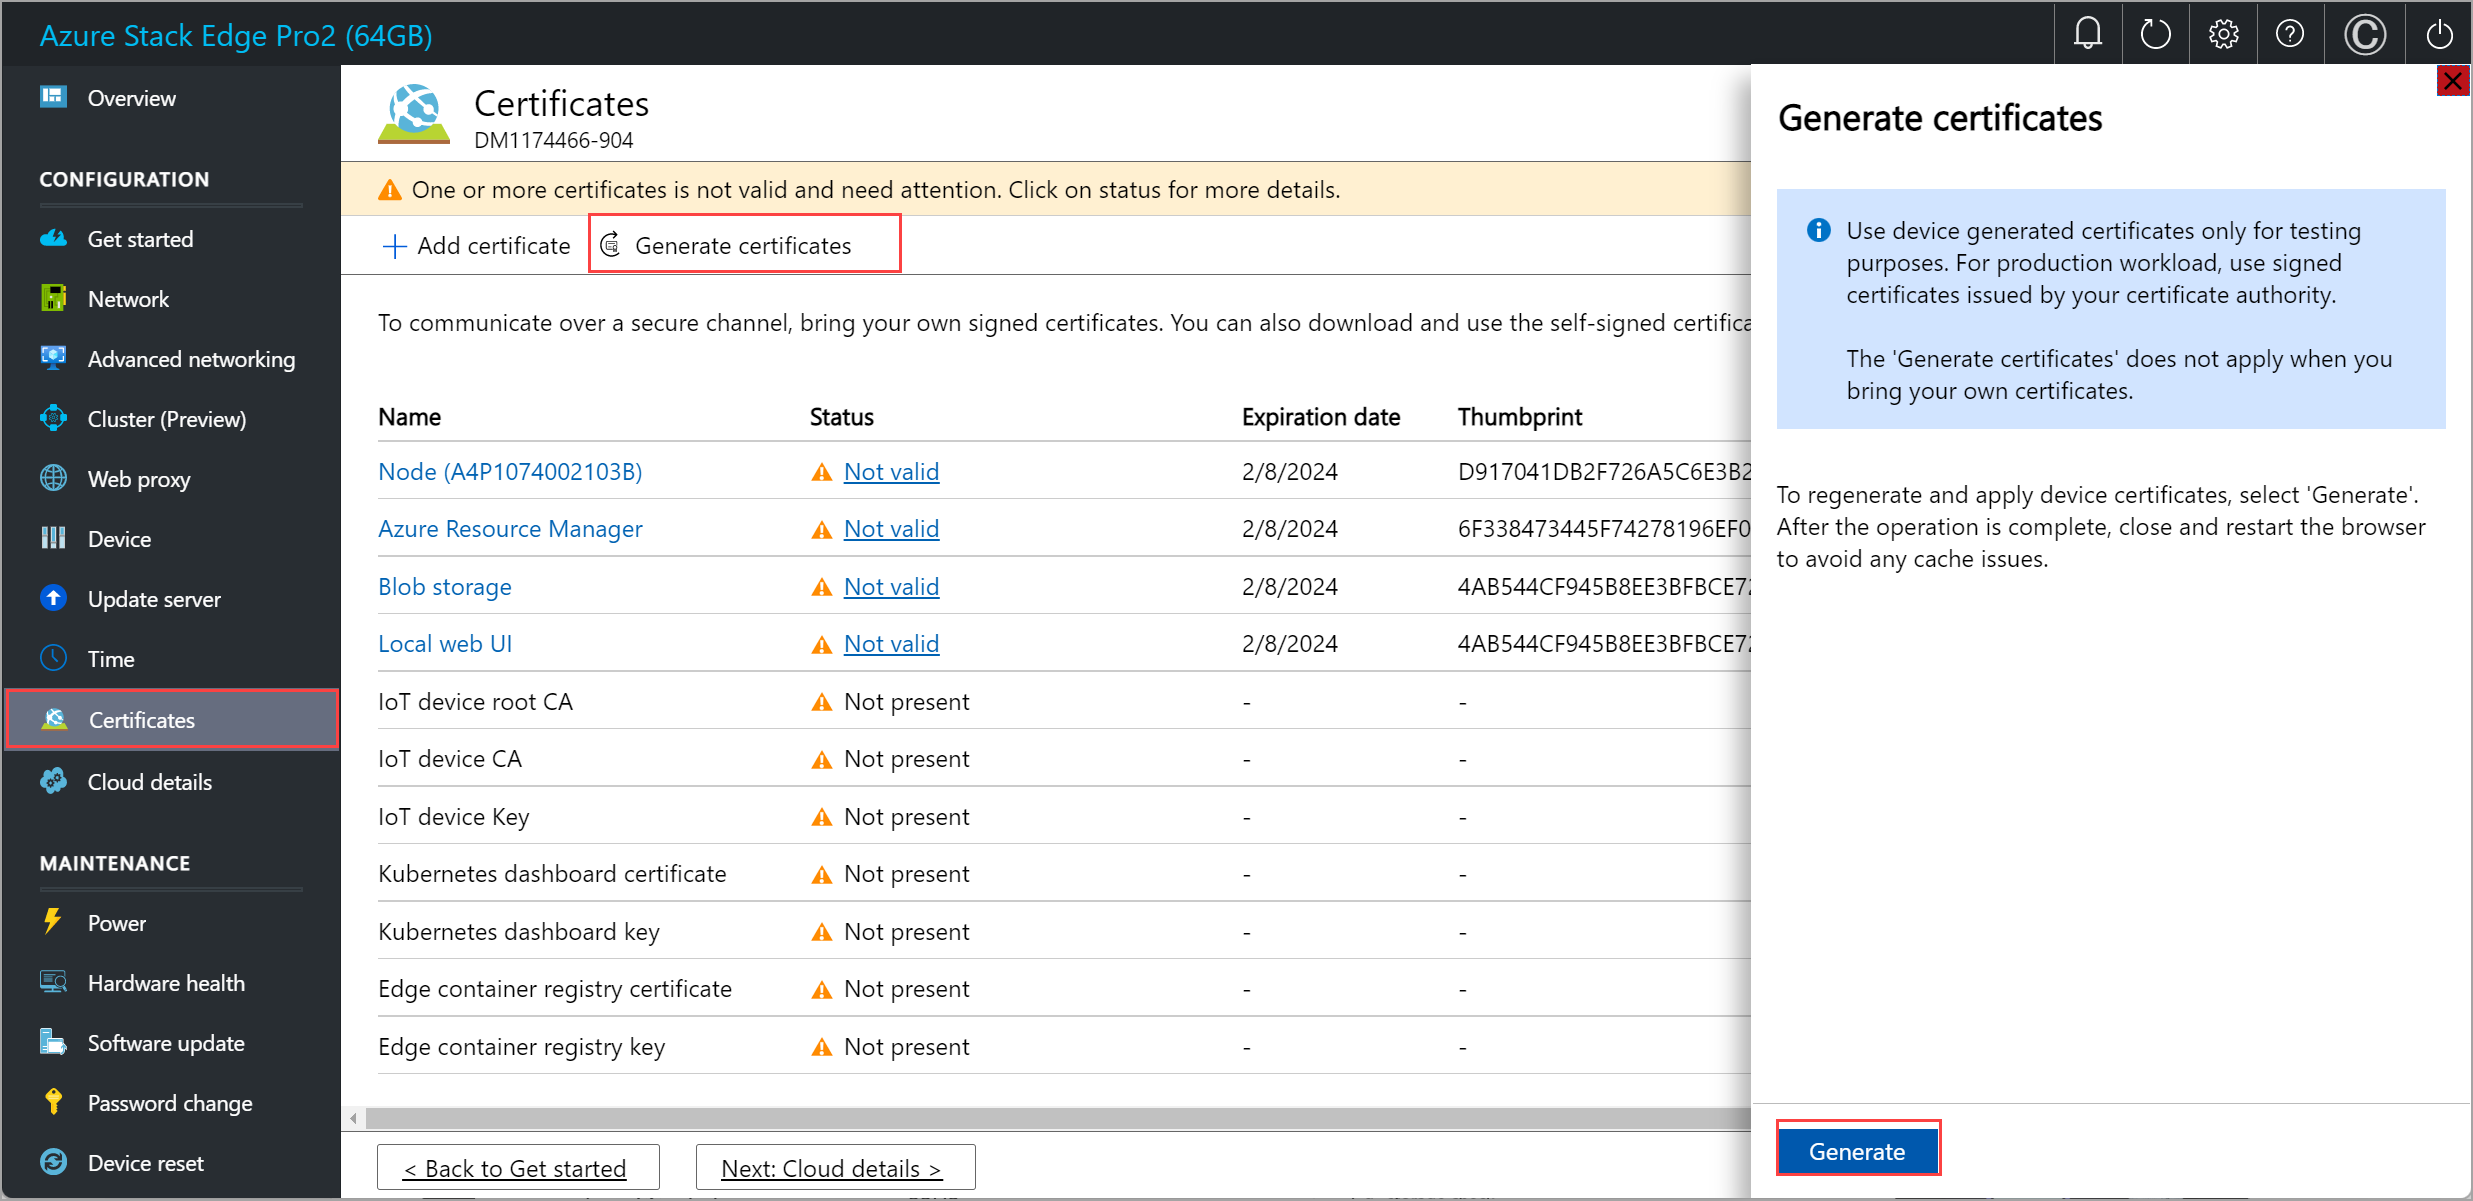 Azure Stack Edge Pro2 (64GB)
Overview
CONFIGURATION
Get started
Network
Advanced networking
Cluster (Preview)
Web proxy
Device
Update server
Time
Certificates
Cloud details
MAINTENANCE
Power
Hardware health
Software update
Password change
Device reset
Certificates
DM1174466-904
One or more certificates is not valid and need attention. Click on status for more details.
Add certificate Generate certificates
To communicate over a secure channel, bring your own signed certificates. You can also download and use the self-signed certifica
Name Status Expiration date Thumbprint
Node (A4P1074002103B) Not valid 2/8/2024 D917041DB2F726A5C6E3B2
Azure Resource Manager Not valid 2/8/2024 6F338473445F74278196EF0
Blob storage Not valid 2/8/2024 4AB544CF945B8EE3BFBCE72
Local web UI Not valid 2/8/2024 4AB544CF945B8EE3BFBCE72
IoT device root CA Not present - -
IoT device CA Not present - -
IoT device Key Not present - -
Kubernetes dashboard certificate Not present - -
Kubernetes dashboard key Not present - -
Edge container registry certificate Not present - -
Edge container registry key Not present - -
< Back to Get started Next: Cloud details >
Generate certificates
Use device generated certificates only for testing
purposes. For production workload, use signed
certificates issued by your certificate authority.
The 'Generate certificates' does not apply when you
bring your own certificates.
To regenerate and apply device certificates, select 'Generate'.
After the operation is complete, close and restart the browser
to avoid any cache issues.
Generate